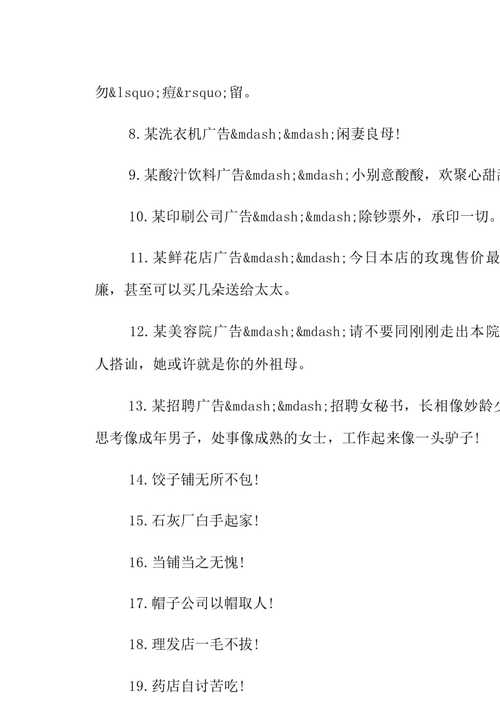 勿&lsquo;痘&rsquo;留。
8.某洗衣机广告&mdash;&mdash;闲妻良母!
9.某酸汁饮料广告&mdash;&mdash;小别意酸酸，欢聚心甜
10.某印刷公司广告&mdash;&mdash;除钞票外，承印一切。
11.某鲜花店广告&mdash;&mdash;今日本店的玫瑰售价最
廉，甚至可以买几朵送给太太。
12.某美容院广告&mdash;&mdash;请不要同刚刚走出本院
人搭讪，她或许就是你的外祖母。
13.某招聘广告&mdash;&mdash;招聘女秘书，长相像妙龄
思考像成年男子，处事像成熟的女士，工作起来像一头驴子!
14.饺子铺无所不包!
15.石灰厂白手起家!
16.当铺当之无愧!
17.帽子公司以帽取人!
18.理发店一毛不拔!
19.药店自讨苦吃!